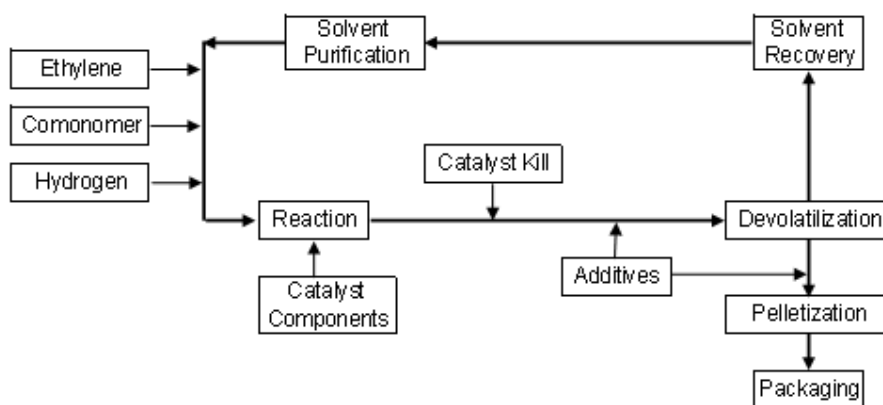 Solvent
Purification
Solvent
Recovery
Ethylene
Comonomer
Hydrogen
Catalyst Kill
Reaction
Devolatilization
Additives
Catalyst
Components
Pelletization
Packaging